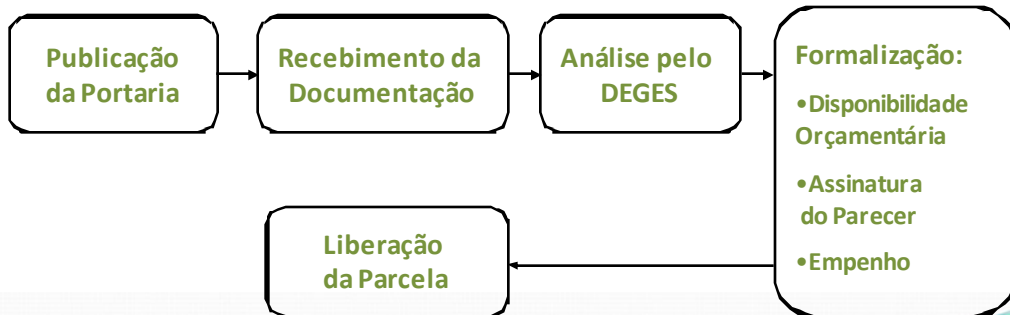 Publicação
da Portaria
Recebimento da
Documentação
Análise pelo
DEGES
Formalização:
•Disponibilidade
Orçamentária
•Assinatura
do Parecer
•Empenho
Liberação
da Parcela